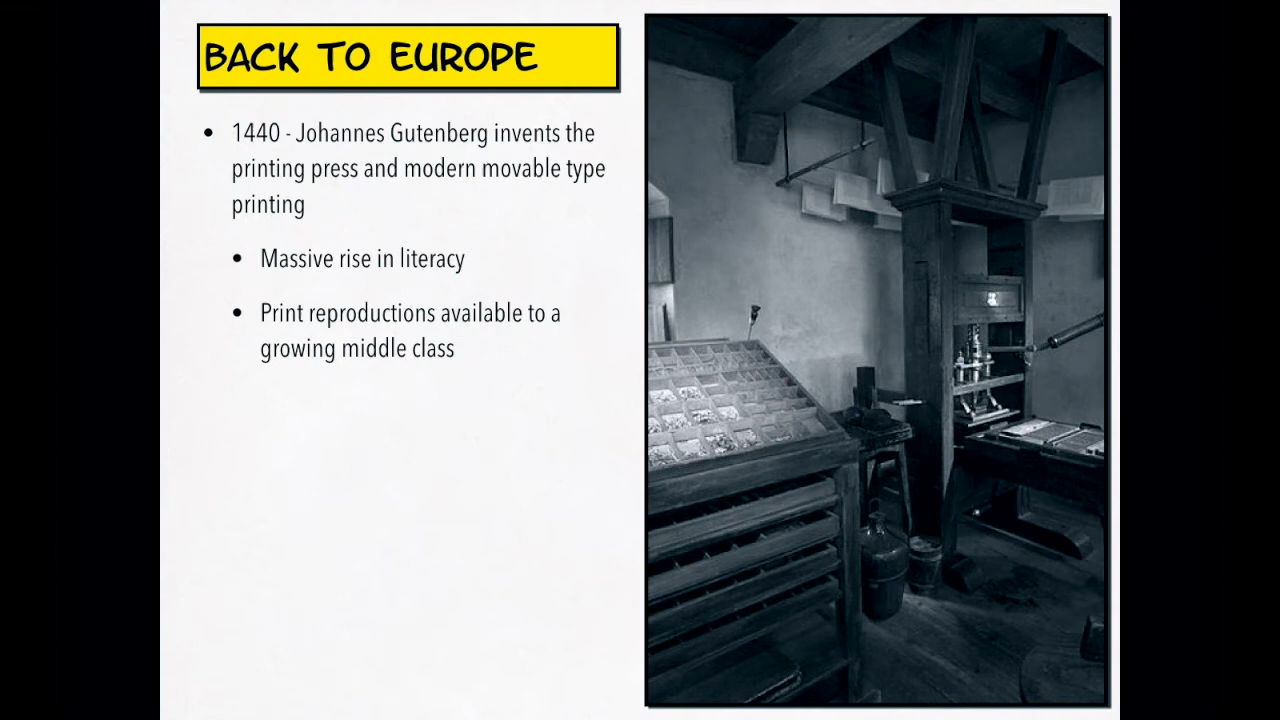 BACK TO EUROPE
• 1440 - Johannes Gutenberg invents the
printing press and modern movable type
printing
• Massive rise in literacy
• Print reproductions available to a
growing middle class